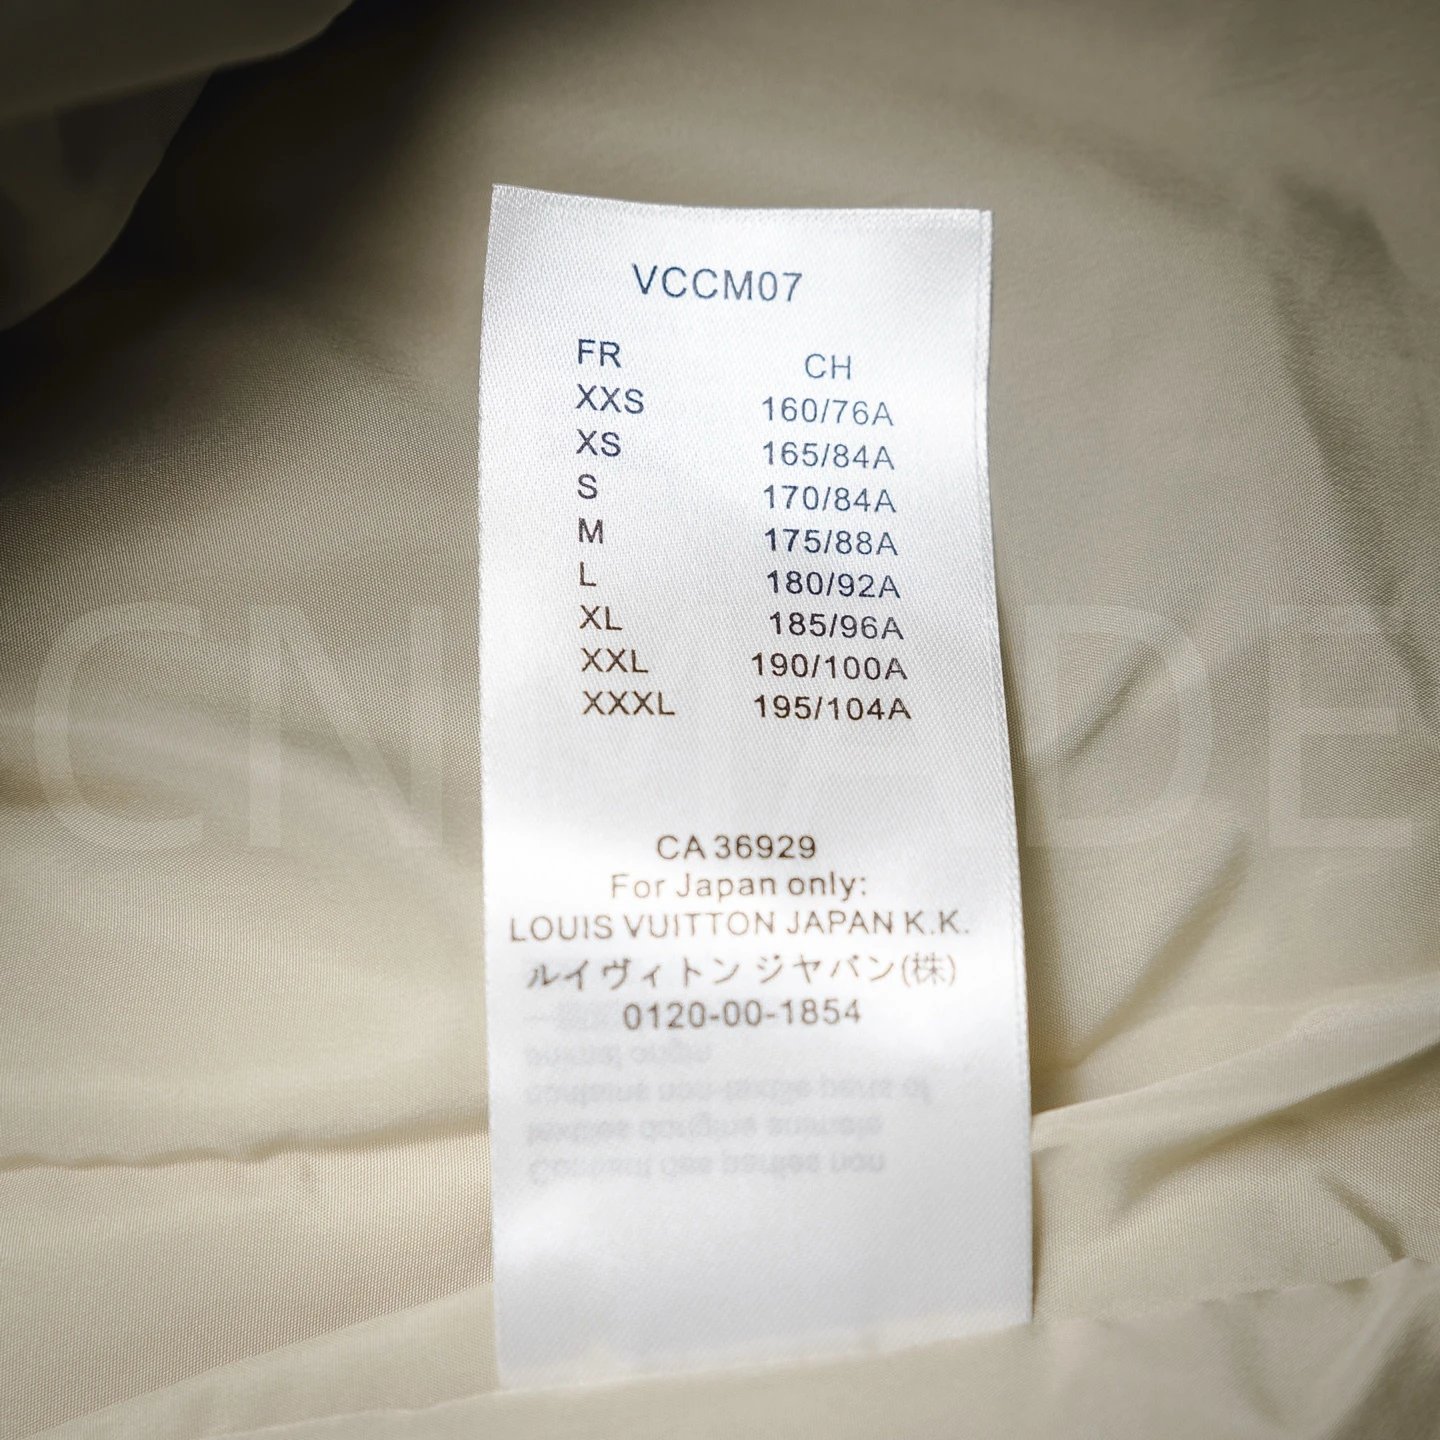 VCCM07
FR CH
XXS 160/76A
XS 165/84A
S 170/84A
M 175/88A
L 180/92A
XL 185/96A
XXL 190/100A
XXXL 195/104A
CA 36929
For Japan only:
LOUIS VUITTON JAPAN K.K.
ルイヴィトン ジャパン(株)
0120-00-1854